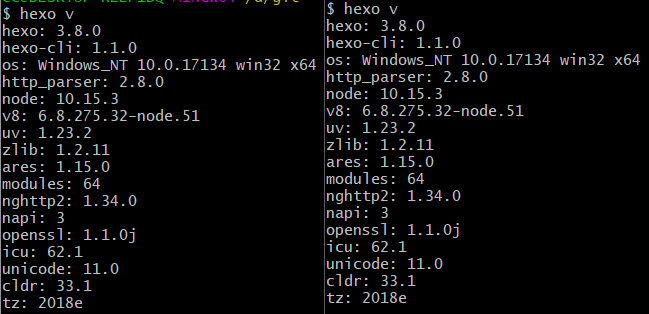 $ hexo v
hexo: 3.8.0
hexo-cli: 1.1.0
os: Windows_NT 10.0.17134 win32 x64
http_parser: 2.8.0
node: 10.15.3
v8: 6.8.275.32-node.51
uv: 1.23.2
zlib: 1.2.11
ares: 1.15.0
modules: 64
nghttp2: 1.34.0
napi: 3
openssl: 1.1.0j
icu: 62.1
unicode: 11.0
cldr: 33.1
tz: 2018e
$ hexo v
hexo: 3.8.0
hexo-cli: 1.1.0
os: Windows_NT 10.0.17134 win32 x64
http_parser: 2.8.0
node: 10.15.3
v8: 6.8.275.32-node.51
uv: 1.23.2
zlib: 1.2.11
ares: 1.15.0
modules: 64
nghttp2: 1.34.0
napi: 3
openssl: 1.1.0j
icu: 62.1
unicode: 11.0
cldr: 33.1
tz: 2018e